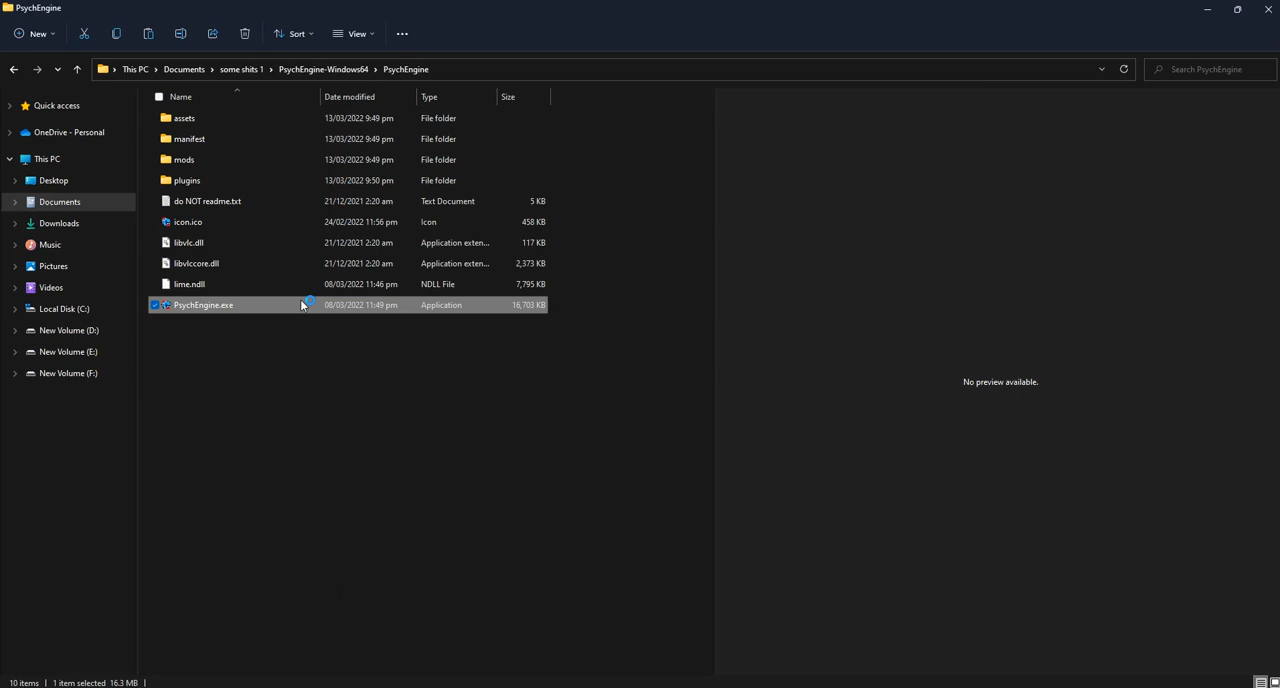 PsychEngine
New
Sort
View
This PC > Documents > some shits 1 > PsychEngine-Windows64 > PsychEngine
Search PsychEngine
Name Date modified Type Size
Quick access
OneDrive - Personal
This PC
Desktop
Documents
Downloads
Music
Pictures
Videos
Local Disk (C:)
New Volume (D:)
New Volume (E:)
New Volume (F:)
assets 13/03/2022 9:49 pm File folder
manifest 13/03/2022 9:49 pm File folder
mods 13/03/2022 9:49 pm File folder
plugins 13/03/2022 9:50 pm File folder
do NOT readme.txt 21/12/2021 2:20 am Text Document 5 KB
icon.ico 24/02/2022 11:56 pm Icon 458 KB
libvlc.dll 21/12/2021 2:20 am Application exten... 117 KB
libvlccore.dll 21/12/2021 2:20 am Application exten... 2,373 KB
lime.ndll 08/03/2022 11:46 pm NDLL File 7,795 KB
PsychEngine.exe 08/03/2022 11:49 pm Application 16,703 KB
No preview available.
10 items | 1 item selected 16.3 MB |